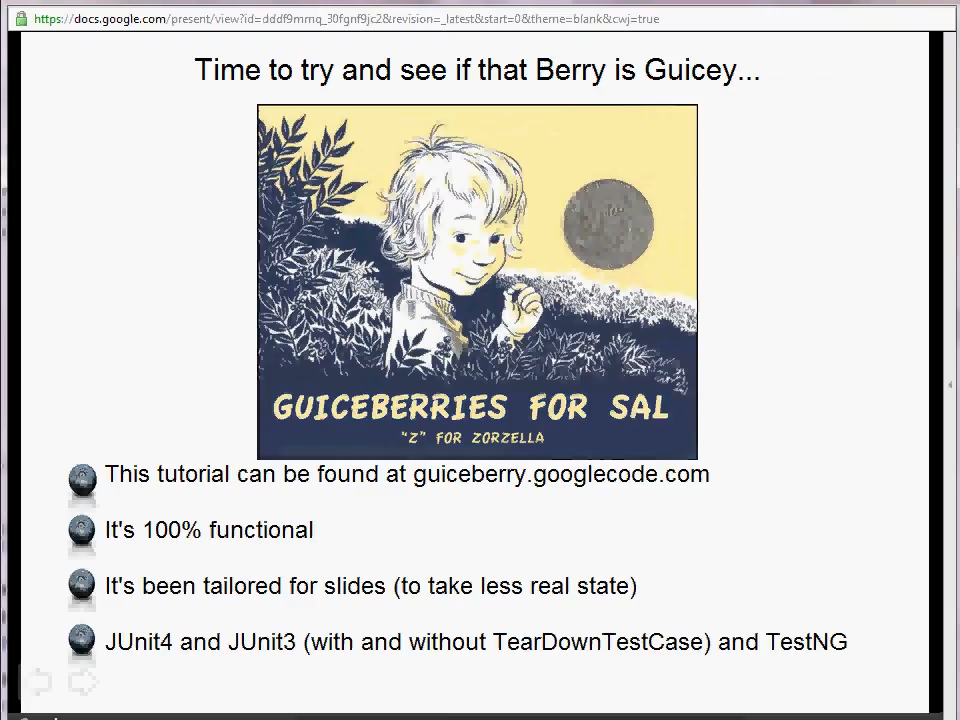 https://docs.google.com/present/view?id=dddf9mmq_30fgnf9jc2&revision=_latest&start=0&theme=blank&cwj=true
Time to try and see if that Berry is Guicey...
GUICEBERRIES FOR SAL
"Z" FOR ZORZELLA
This tutorial can be found at guiceberry.googlecode.com
It's 100% functional
It's been tailored for slides (to take less real state)
JUnit4 and JUnit3 (with and without TearDownTestCase) and TestNG